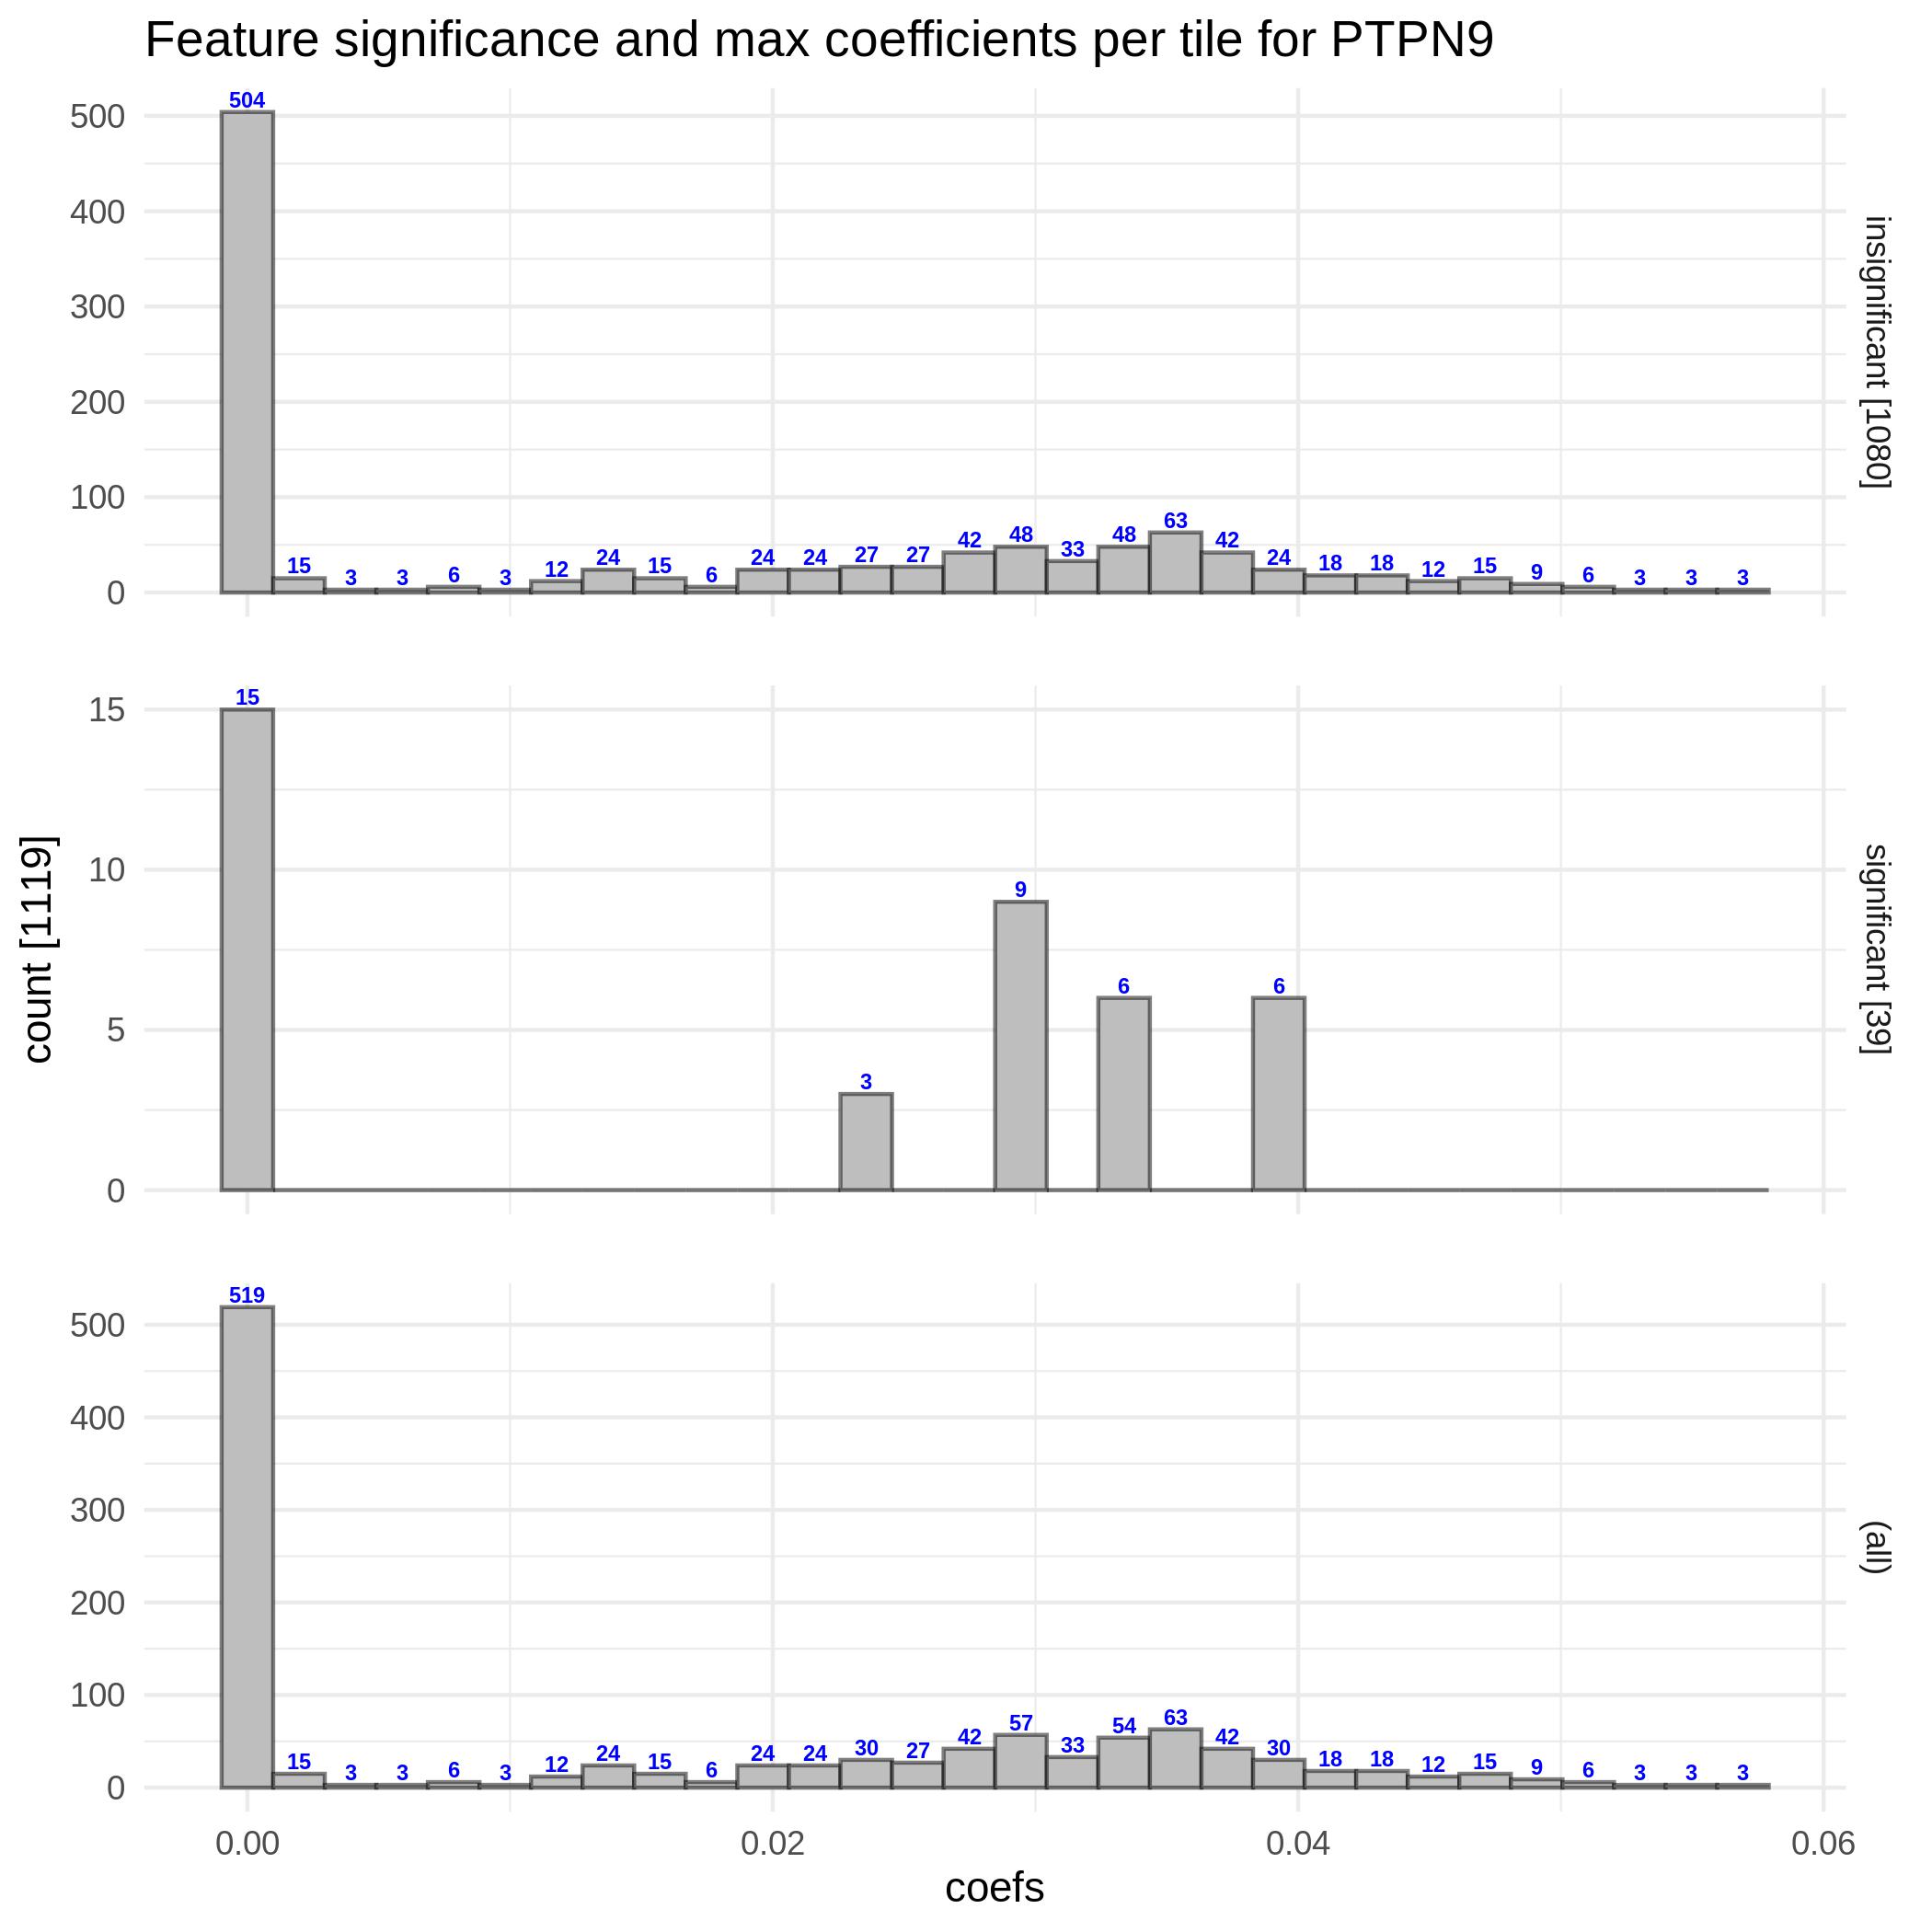 Feature significance and max coefficients per tile for PTPN9
504
500
400
300
200
100
0
15 3 3 6 3 12 24 15 6 24 24 27 27 42 48 33 48 63 42 24 18 18 12 15 9 6 3 3 3
insignificant [1080]
15
15
10
5
0
3 9 6 6
significant [39]
count [1119]
519
500
400
300
200
100
0
15 3 3 6 3 12 24 15 6 24 24 30 27 42 57 33 54 63 42 30 18 18 12 15 9 6 3 3 3
(all)
0.00 0.02 0.04 0.06
coefs